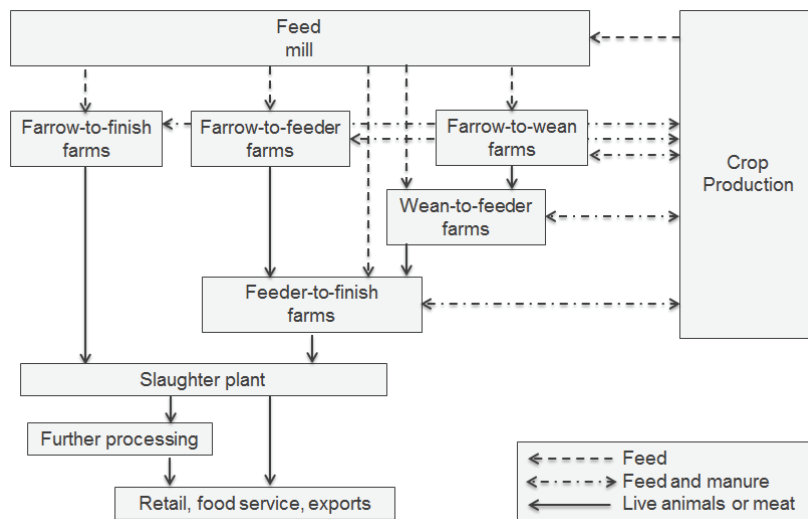 Feed
mill
Farrow-to-finish
farms
Farrow-to-feeder
farms
Farrow-to-wean
farms
Crop
Production
Wean-to-feeder
farms
Feeder-to-finish
farms
Slaughter plant
Further processing
Retail, food service, exports
Feed
Feed and manure
Live animals or meat